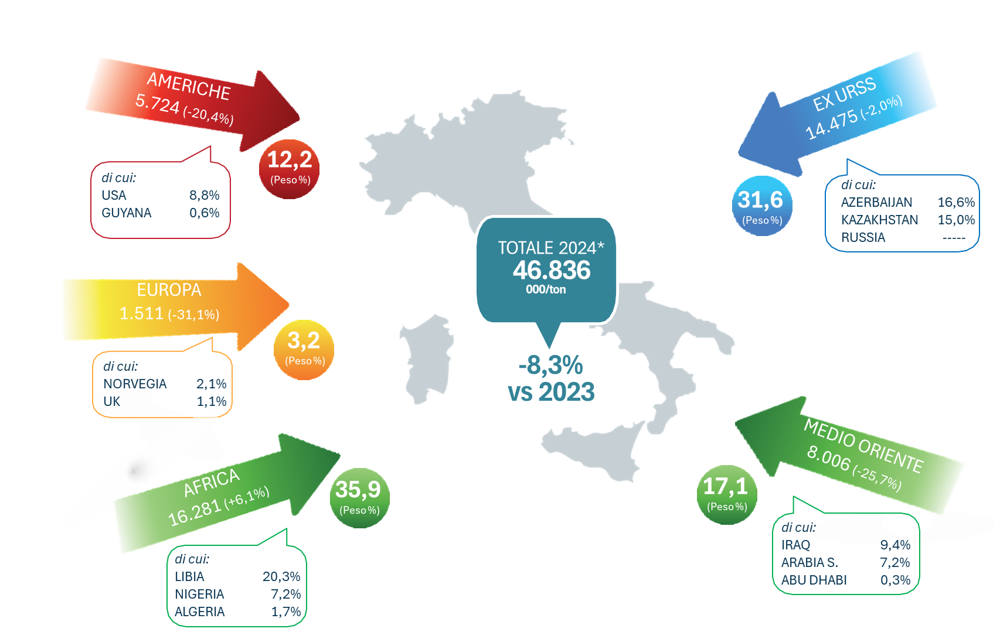 AMERICHE
5.724 (-20,4%)
12,2
(Peso %)
di cui:
USA 8,8%
GUYANA 0,6%
EX URSS
14.475 (-2,0%)
31,6
(Peso %)
di cui:
AZERBAIJAN 16,6%
KAZAKHSTAN 15,0%
RUSSIA -----
TOTALE 2024*
46.836
000/ton
-8,3%
vs 2023
EUROPA
1.511 (-31,1%)
3,2
(Peso %)
di cui:
NORVEGIA 2,1%
UK 1,1%
AFRICA
16.281 (+6,1%)
35,9
(Peso %)
di cui:
LIBIA 20,3%
NIGERIA 7,2%
ALGERIA 1,7%
MEDIO ORIENTE
8.006 (-25,7%)
17,1
(Peso %)
di cui:
IRAQ 9,4%
ARABIA S. 7,2%
ABU DHABI 0,3%